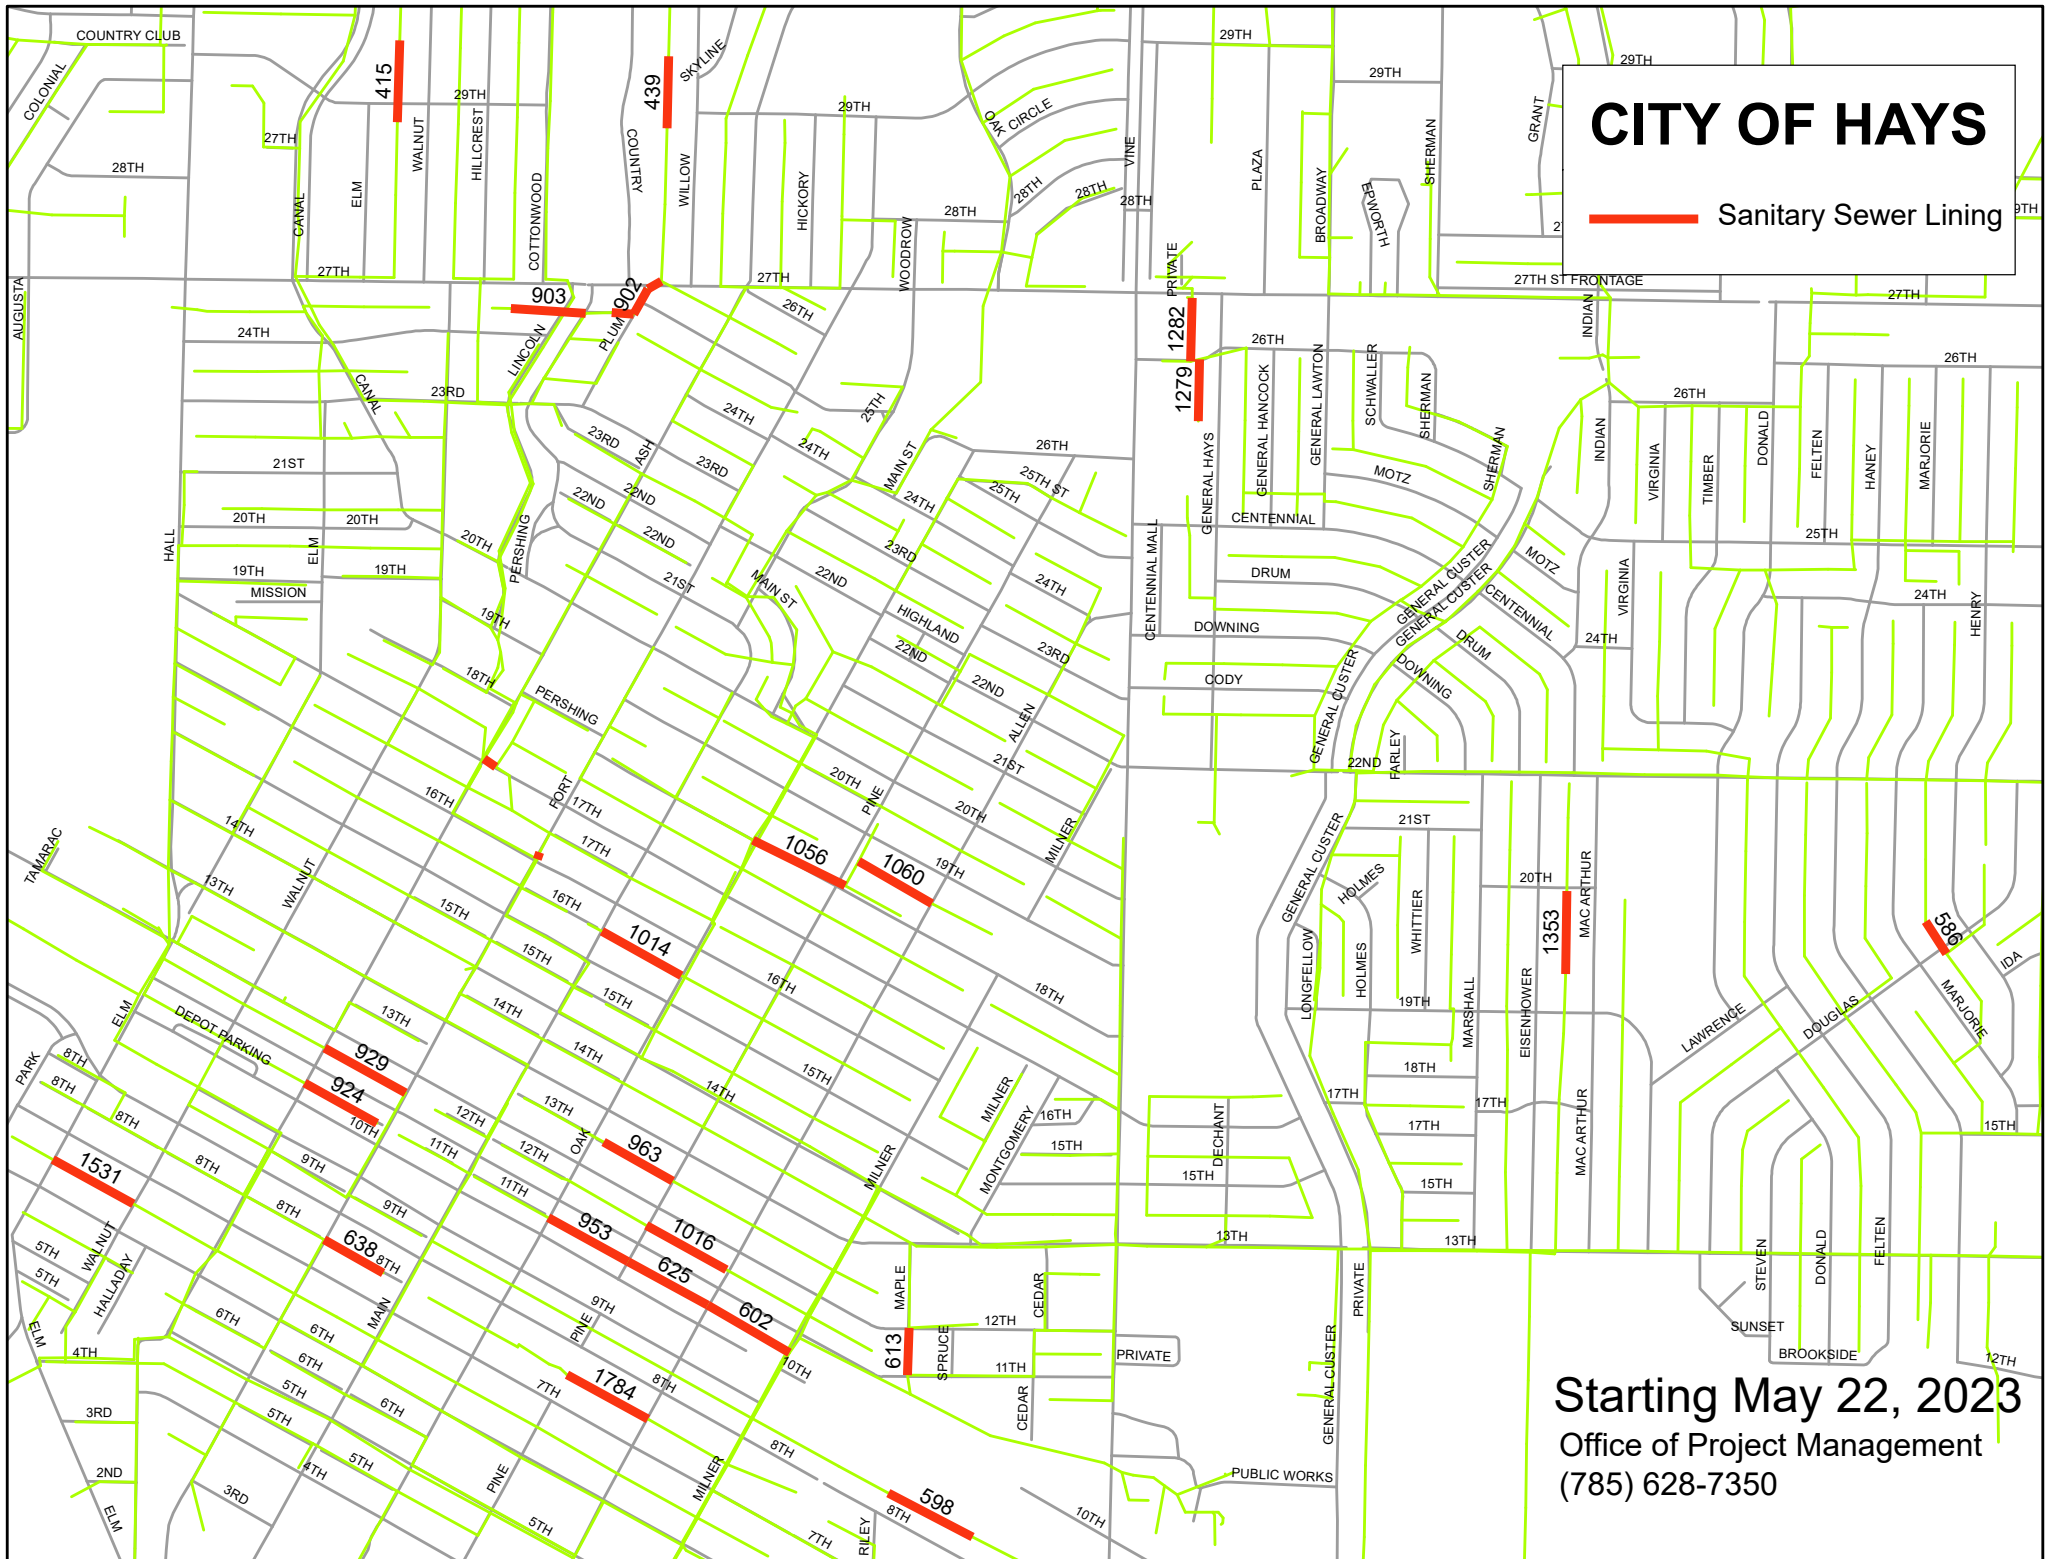 CITY OF HAYS
Sanitary Sewer Lining
COUNTRY CLUB
COLONIAL
415
439
SKYLINE
29TH
29TH
29TH
29TH
29TH
27TH
28TH
ELM
WALNUT
HILLCREST
COTTONWOOD
COUNTRY
WILLOW
HICKORY
WOODROW
OAK
CIRCLE
28TH
28TH
28TH
28TH
VINE
PLAZA
BROADWAY
EPWORTH
SHERMAN
GRANT
CANAL
27TH
27TH
PRIVATE
27TH ST FRONTAGE
27TH
AUGUSTA
903
902
PLUM
LINCOLN
24TH
CANAL
23RD
26TH
1282
1279
26TH
INDIAN
26TH
26TH
GENERAL HAYS
GENERAL HANCOCK
GENERAL LAWTON
SCHWALLER
SHERMAN
SHERMAN
INDIAN
VIRGINIA
TIMBER
DONALD
FELTEN
HANEY
MARJORIE
21ST
20TH
20TH
HALL
ELM
19TH
19TH
MISSION
20TH
PERSHING
19TH
18TH
PERSHING
23RD
ASH
22ND
22ND
22ND
21ST
24TH
23RD
24TH
25TH
MAIN ST
24TH
26TH
25TH ST
25TH
23RD
22ND
24TH
MAIN ST
HIGHLAND
22ND
23RD
22ND
ALLEN
21ST
CENTENNIAL MALL
CENTENNIAL
DRUM
DOWNING
CODY
MOTZ
MOTZ
GENERAL CUSTER
GENERAL CUSTER
CENTENNIAL
DRUM
DOWNING
GENERAL CUSTER
FARLEY
22ND
25TH
VIRGINIA
24TH
24TH
HENRY
TAMARAC
14TH
13TH
WALNUT
16TH
15TH
FORT
17TH
17TH
16TH
15TH
20TH
PINE
20TH
19TH
MILNER
1056
1060
1014
15TH
16TH
18TH
14TH
14TH
14TH
15TH
GENERAL CUSTER
21ST
HOLMES
WHITTIER
LONGFELLOW
HOLMES
20TH
1353
MAC ARTHUR
19TH
MARSHALL
EISENHOWER
18TH
17TH
17TH
17TH
15TH
MAC ARTHUR
LAWRENCE
DOUGLAS
586
IDA
MARJORIE
15TH
ELM
DEPOT PARKING
13TH
929
924
10TH
PARK
8TH
8TH
8TH
8TH
8TH
8TH
9TH
9TH
1531
638
12TH
11TH
12TH
11TH
13TH
OAK
963
1016
953
625
602
MILNER
MILNER
MONTGOMERY
16TH
15TH
15TH
DECHANT
13TH
13TH
5TH
5TH
WALNUT
HALLADAY
ELM
4TH
6TH
6TH
6TH
6TH
5TH
5TH
5TH
MAIN
9TH
PINE
10TH
MAPLE
613
SPRUCE
CEDAR
12TH
11TH
CEDAR
PRIVATE
PRIVATE
GENERAL CUSTER
STEVEN
DONALD
FELTEN
SUNSET
BROOKSIDE
12TH
3RD
2ND
ELM
3RD
4TH
7TH
1784
8TH
8TH
PINE
MILNER
598
8TH
7TH
RILEY
10TH
PUBLIC WORKS
Starting May 22, 2023
Office of Project Management
(785) 628-7350